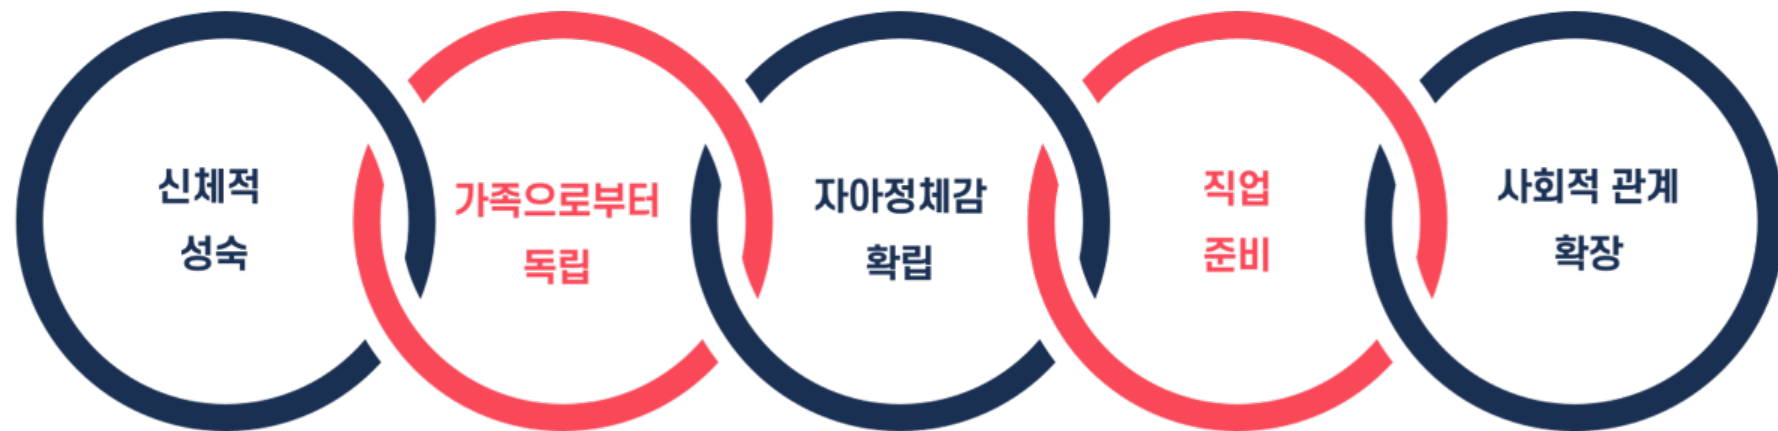 신체적
성숙
가족으로부터
독립
자아정체감
확립
직업
준비
사회적 관계
확장